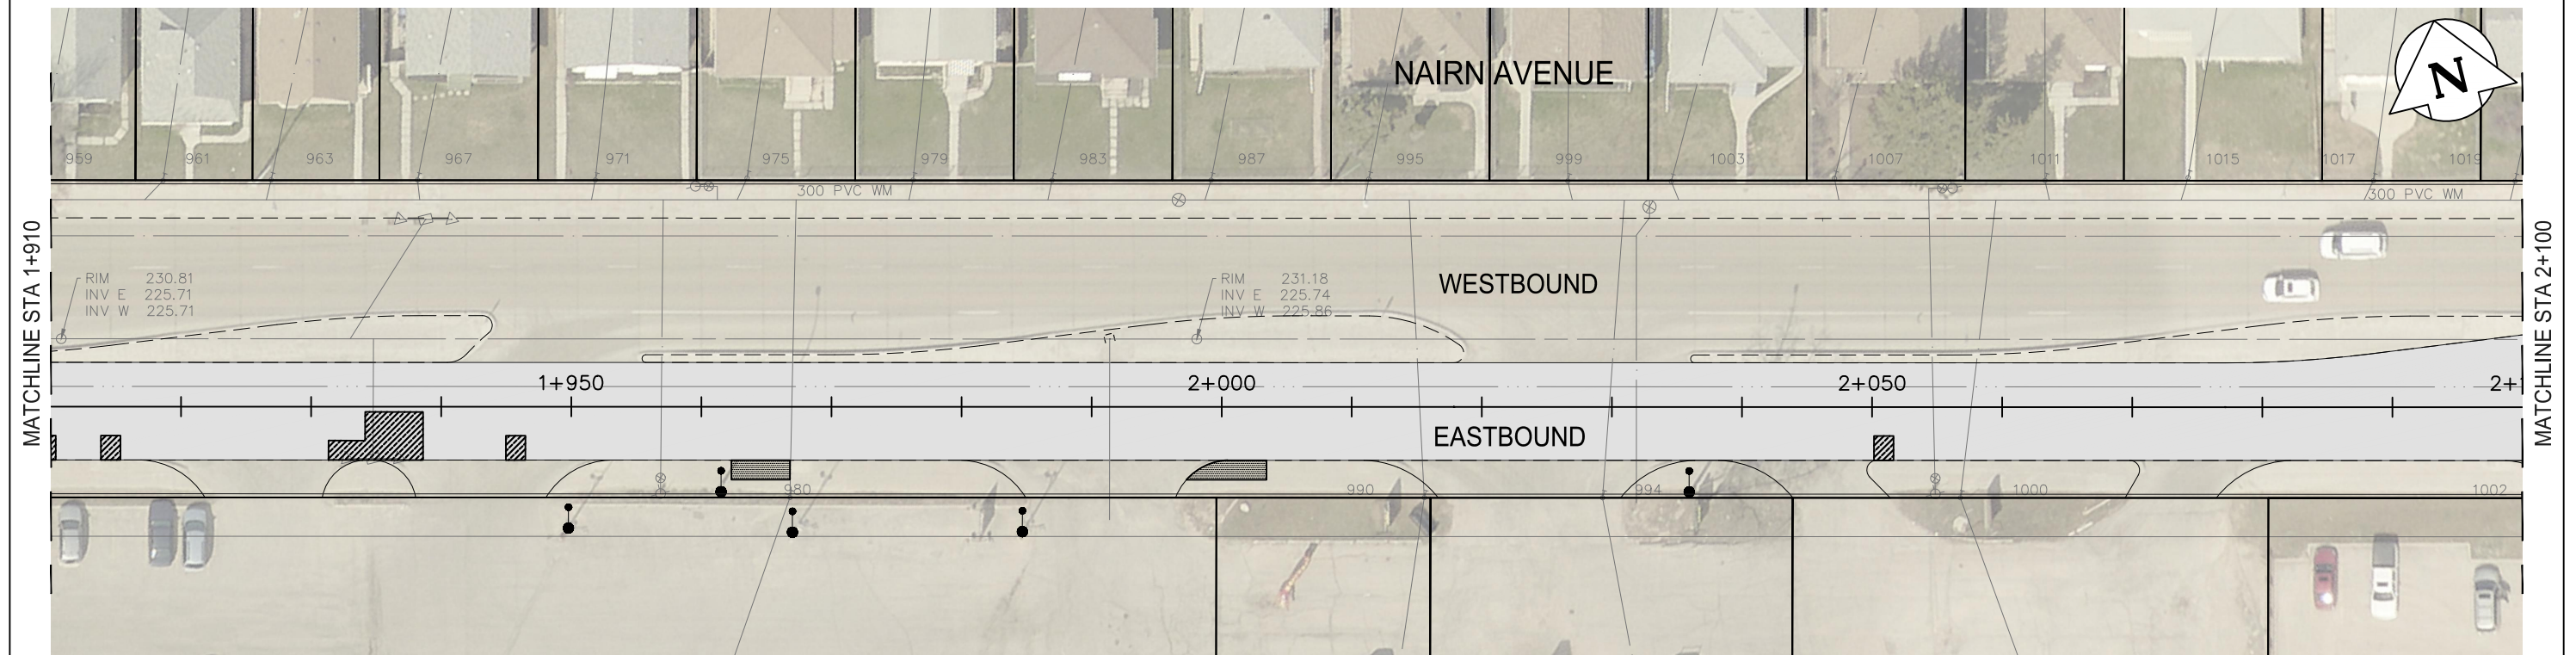 NAIRN AVENUE
N
959 961 963 967 971 975 979 983 987 995 999 1003 1007 1011 1015 1017 1019
300 PVC WM 300 PVC WM
MATCHLINE STA 1+910
MATCHLINE STA 2+100
RIM 230.81
INV E 225.71
INV W 225.71
RIM 231.18
INV E 225.74
INV W 225.86
WESTBOUND
1+950 2+000 2+050 2+
EASTBOUND
980 990 994 1000 1002